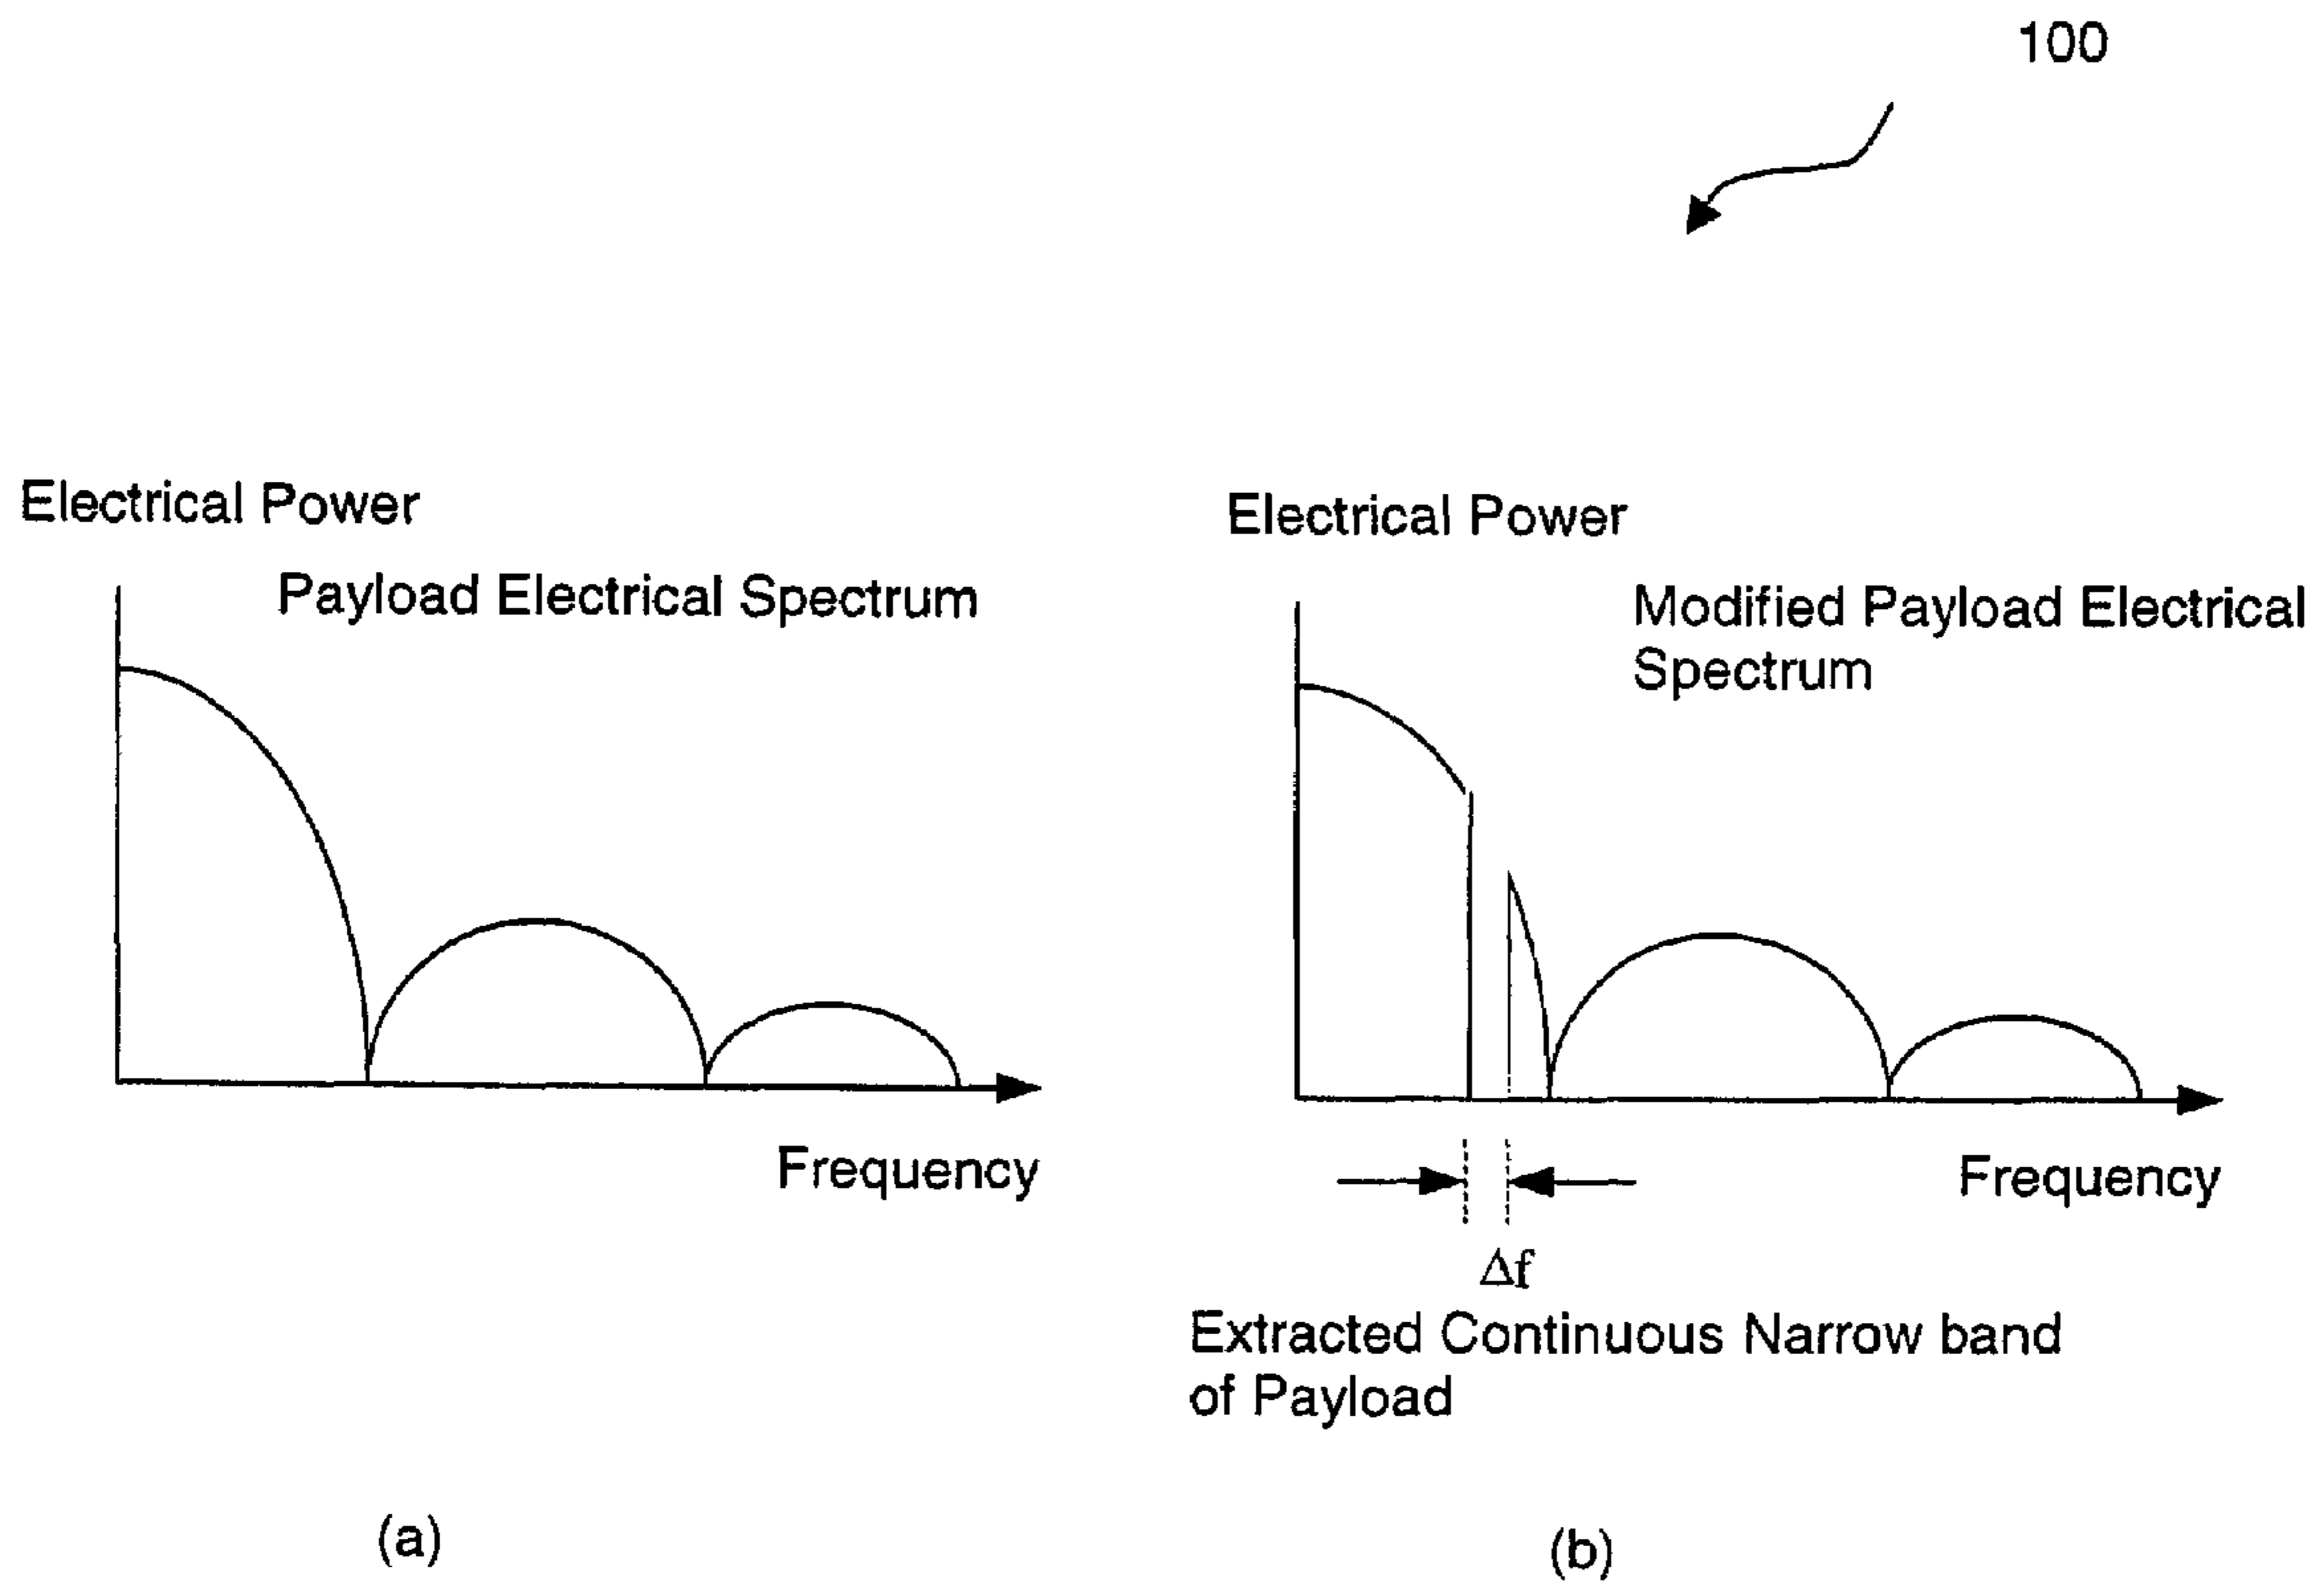 100
Electrical Power
Payload Electrical Spectrum
Frequency
(a)
Electrical Power
Modified Payload Electrical
Spectrum
Frequency
Δf
Extracted Continuous Narrow band
of Payload
(b)